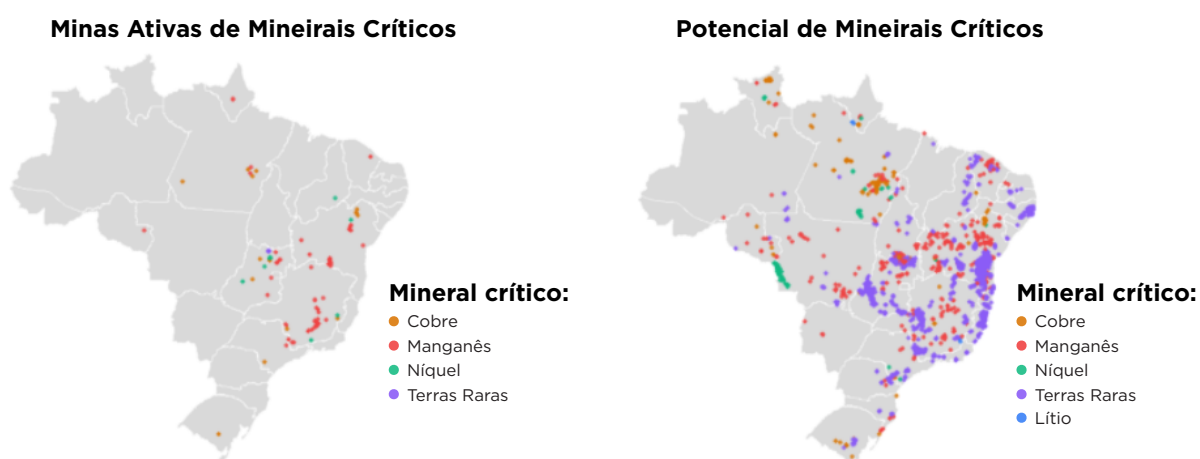 Minas Ativas de Mineirais Críticos
Mineral crítico:
Cobre
Manganês
Níquel
Terras Raras
Potencial de Mineirais Críticos
Mineral crítico:
Cobre
Manganês
Níquel
Terras Raras
Lítio